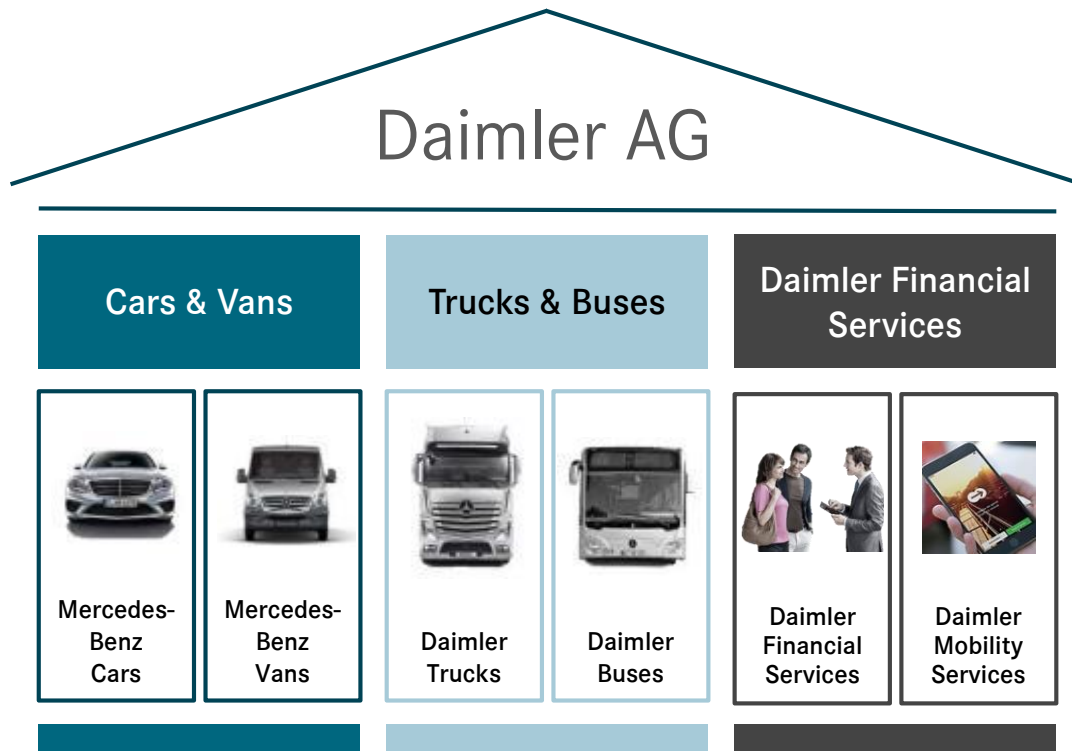 Daimler AG
Cars & Vans
Trucks & Buses
Daimler Financial
Services
Mercedes-
Benz
Cars
Mercedes-
Benz
Vans
Daimler
Trucks
Daimler
Buses
Daimler
Financial
Services
Daimler
Mobility
Services